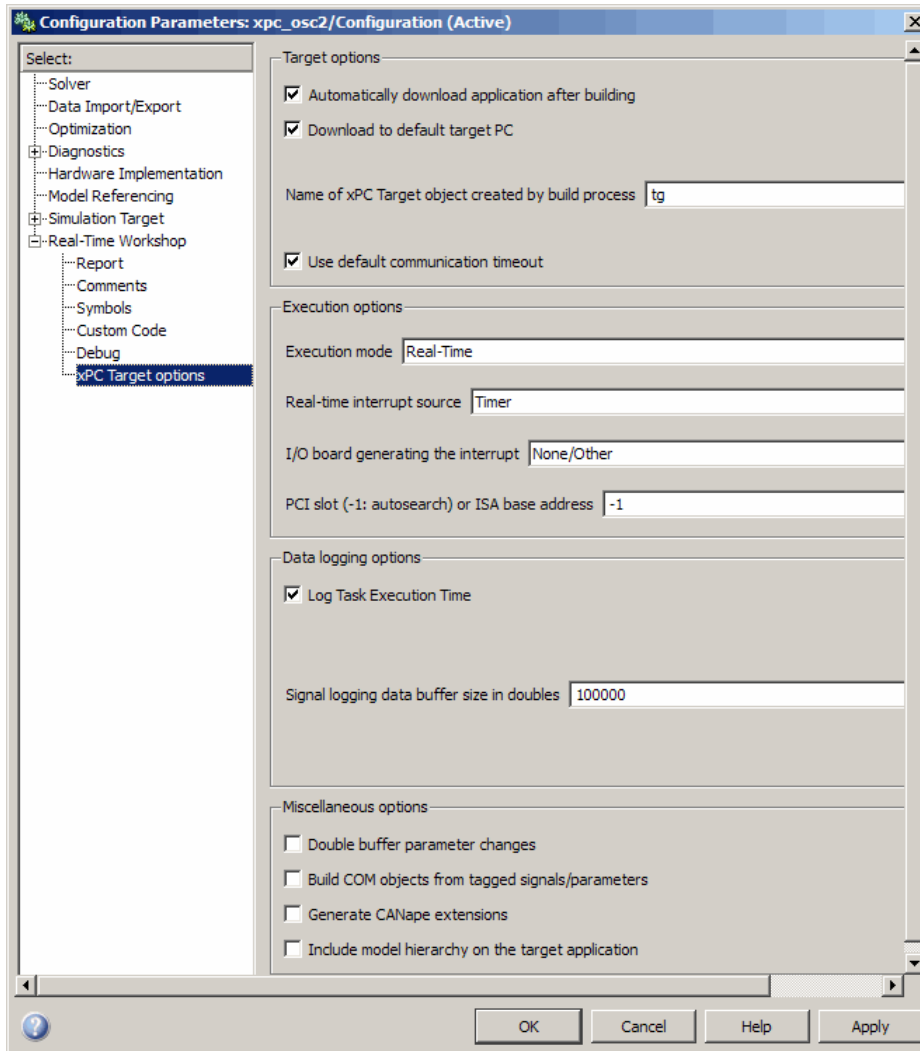 Configuration Parameters: xpc_osc2/Configuration (Active)
Select:
Solver
Data Import/Export
Optimization
Diagnostics
Hardware Implementation
Model Referencing
Simulation Target
Real-Time Workshop
Report
Comments
Symbols
Custom Code
Debug
xPC Target options
Target options
Automatically download application after building
Download to default target PC
Name of xPC Target object created by build process tg
Use default communication timeout
Execution options
Execution mode Real-Time
Real-time interrupt source Timer
I/O board generating the interrupt None/Other
PCI slot (-1: autosearch) or ISA base address -1
Data logging options
Log Task Execution Time
Signal logging data buffer size in doubles 100000
Miscellaneous options
Double buffer parameter changes
Build COM objects from tagged signals/parameters
Generate CANape extensions
Include model hierarchy on the target application
OK Cancel Help Apply